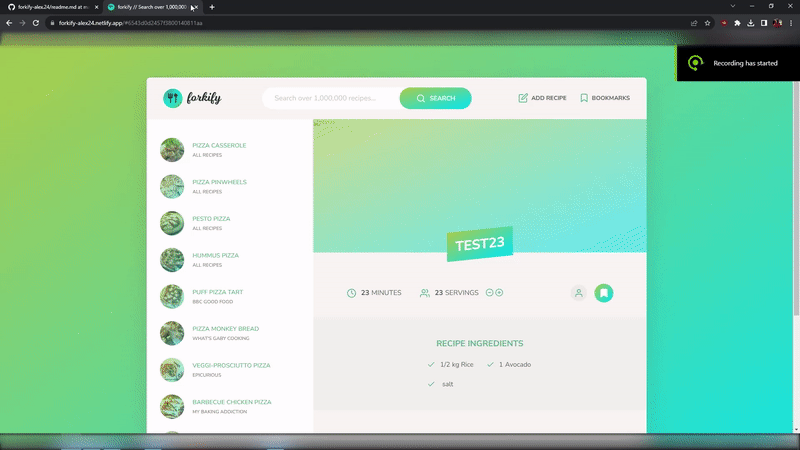 forkify-alex24/readme.md at m
forkify // Search over 1,000,000
forkify-alex24.netlify.app/#6543d0d2457f3800140811aa
Recording has started
forkify
Search over 1,000,000 recipes...
SEARCH
ADD RECIPE
BOOKMARKS
PIZZA CASSEROLE
ALL RECIPES
PIZZA PINWHEELS
ALL RECIPES
PESTO PIZZA
ALL RECIPES
HUMMUS PIZZA
ALL RECIPES
PUFF PIZZA TART
BBC GOOD FOOD
PIZZA MONKEY BREAD
WHAT'S GABY COOKING
VEGGI-PROSCIUTTO PIZZA
EPICURIOUS
BARBECUE CHICKEN PIZZA
MY BAKING ADDICTION
TEST23
23 MINUTES
23 SERVINGS
RECIPE INGREDIENTS
1/2 kg Rice
1 Avocado
salt